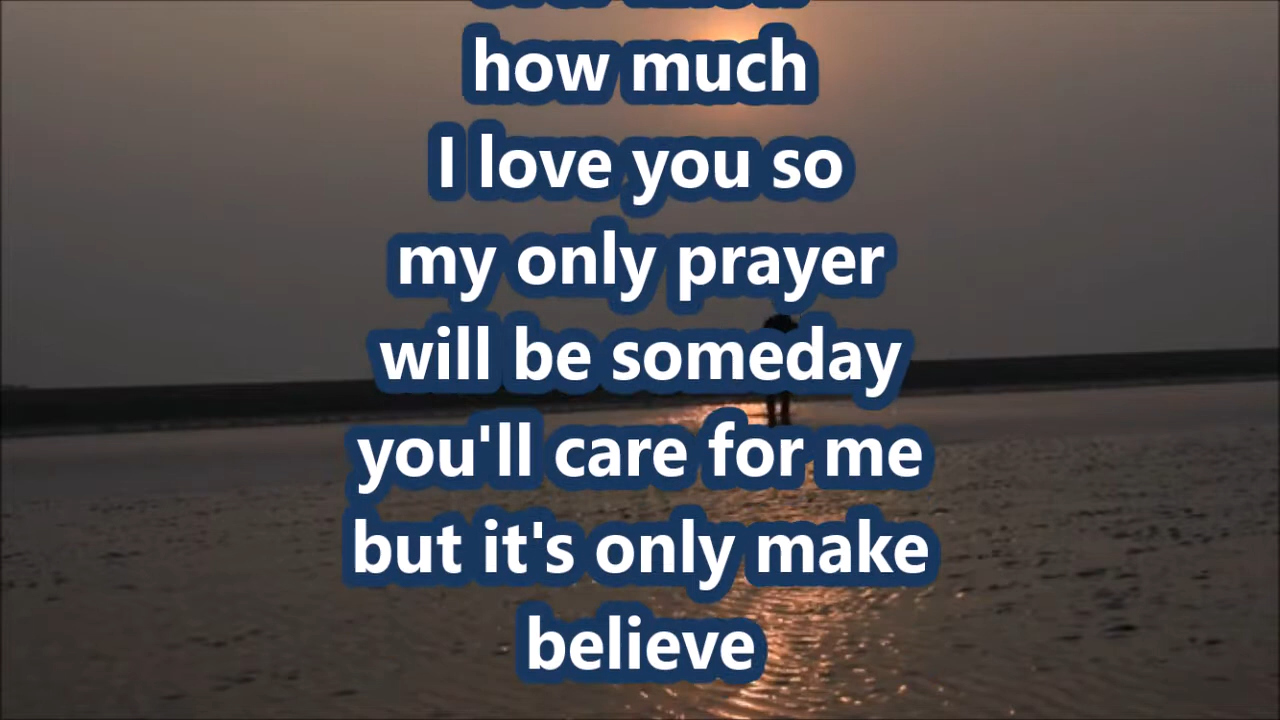 how much
I love you so
my only prayer
will be someday
you'll care for me
but it's only make
believe